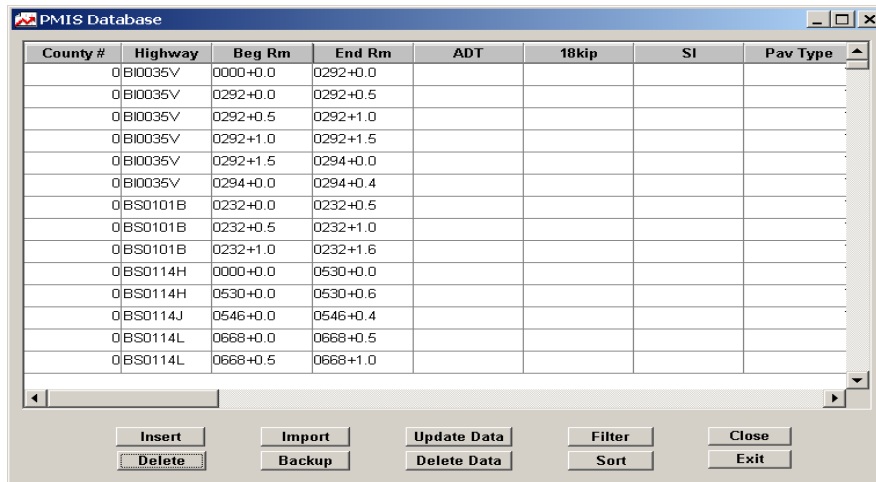 PMIS Database
County # Highway Beg Rm End Rm ADT 18kip SI Pav Type
0 BI0035V 0000+0.0 0292+0.0
0 BI0035V 0292+0.0 0292+0.5
0 BI0035V 0292+0.5 0292+1.0
0 BI0035V 0292+1.0 0292+1.5
0 BI0035V 0292+1.5 0294+0.0
0 BI0035V 0294+0.0 0294+0.4
0 BS0101B 0232+0.0 0232+0.5
0 BS0101B 0232+0.5 0232+1.0
0 BS0101B 0232+1.0 0232+1.6
0 BS0114H 0000+0.0 0530+0.0
0 BS0114H 0530+0.0 0530+0.6
0 BS0114J 0546+0.0 0546+0.4
0 BS0114L 0668+0.0 0668+0.5
0 BS0114L 0668+0.5 0668+1.0
Insert Import Update Data Filter Close
Delete Backup Delete Data Sort Exit